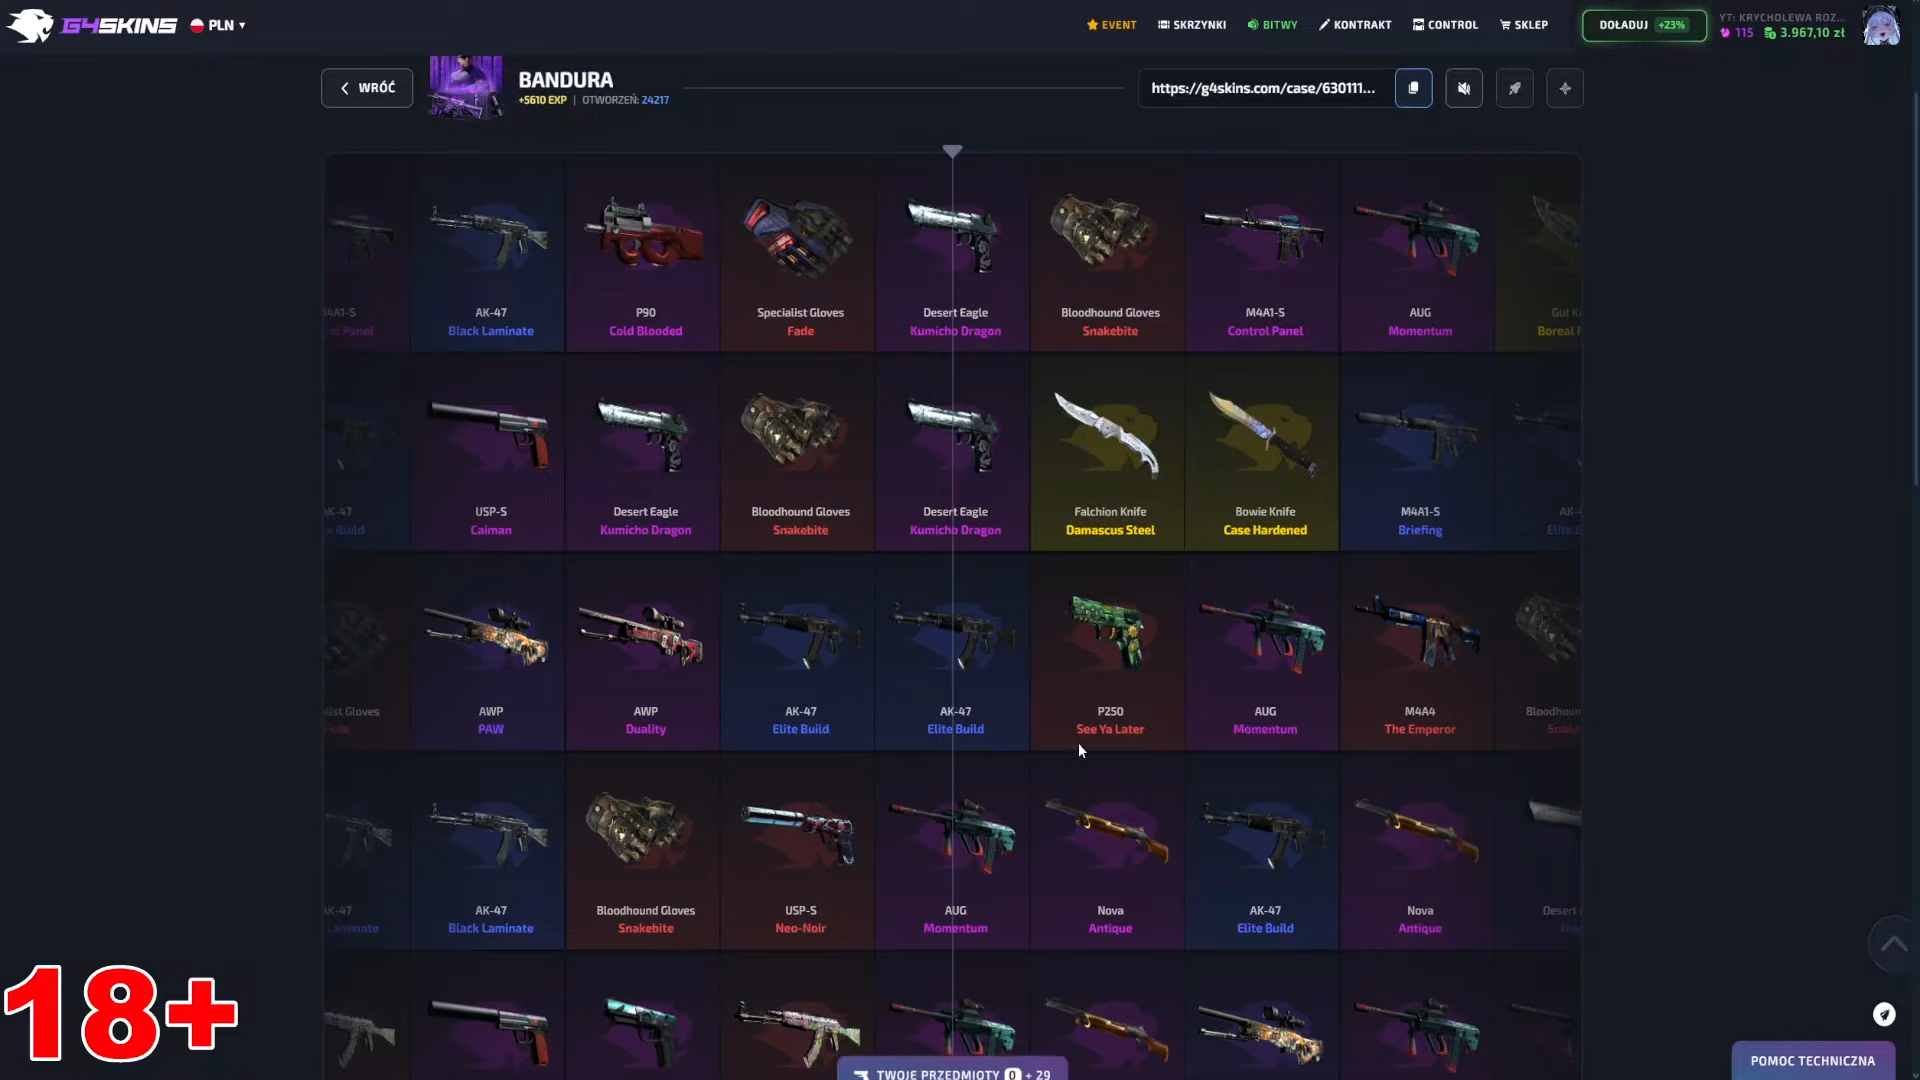 G4SKINS
PLN
EVENT
SKRZYNKI
BITWY
KONTRAKT
CONTROL
SKLEP
DOŁADUJ +23%
YT: KRYCHOLEWA ROZ...
115 3.967,10 zł
WRÓĆ
BANDURA
+5610 EXP | OTWORZEŃ: 24217
https://g4skins.com/case/630111...
AK-47
Black Laminate
P90
Cold Blooded
Specialist Gloves
Fade
Desert Eagle
Kumicho Dragon
Bloodhound Gloves
Snakebite
M4A1-S
Control Panel
AUG
Momentum
USP-S
Caiman
Desert Eagle
Kumicho Dragon
Bloodhound Gloves
Snakebite
Desert Eagle
Kumicho Dragon
Falchion Knife
Damascus Steel
Bowie Knife
Case Hardened
M4A1-S
Briefing
AWP
PAW
AWP
Duality
AK-47
Elite Build
AK-47
Elite Build
P250
See Ya Later
AUG
Momentum
M4A4
The Emperor
AK-47
Black Laminate
Bloodhound Gloves
Snakebite
USP-S
Neo-Noir
AUG
Momentum
Nova
Antique
AK-47
Elite Build
Nova
Antique
Desert
18+
TWOJE PRZEDMIOTY 0 + 29
POMOC TECHNICZNA